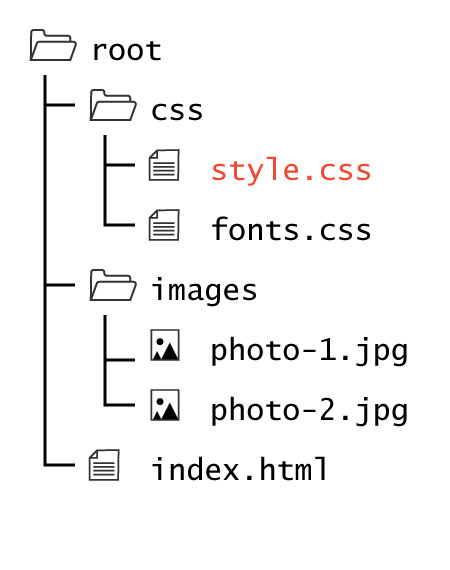 root
css
style.css
fonts.css
images
photo-1.jpg
photo-2.jpg
index.html